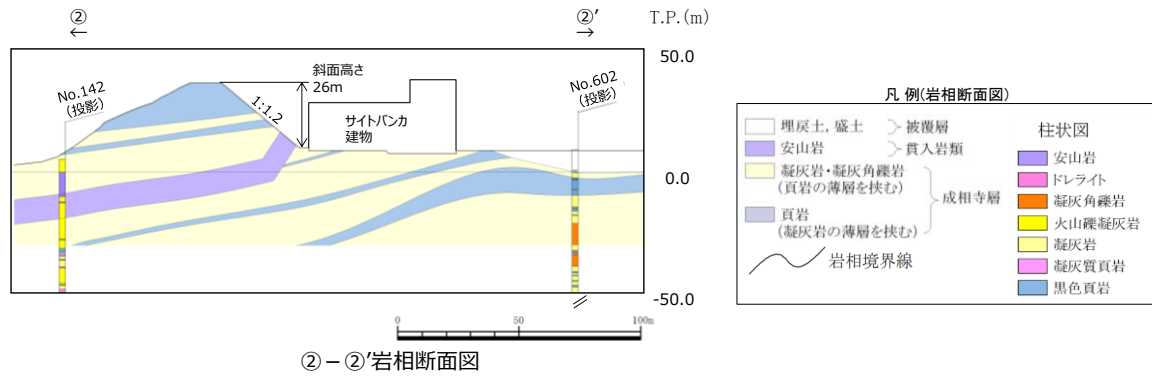 ②
←
②’
→
T.P.(m)
50.0
0.0
-50.0
No.142
(投影)
斜面高さ
26m
1:1.2
サイトバンカ
建物
No.602
(投影)
0
50
100m
②－②’岩相断面図
凡 例(岩相断面図)
埋戻土, 盛土
被覆層
安山岩
貫入岩類
凝灰岩・凝灰角礫岩
(頁岩の薄層を挟む)
頁岩
(凝灰岩の薄層を挟む)
成相寺層
岩相境界線
柱状図
安山岩
ドレライト
凝灰角礫岩
火山礫凝灰岩
凝灰岩
凝灰質頁岩
黒色頁岩